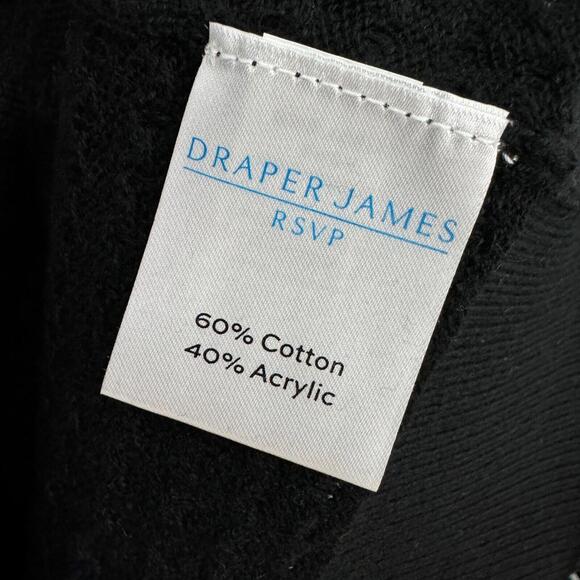 DRAPER JAMES
RSVP
60% Cotton
40% Acrylic